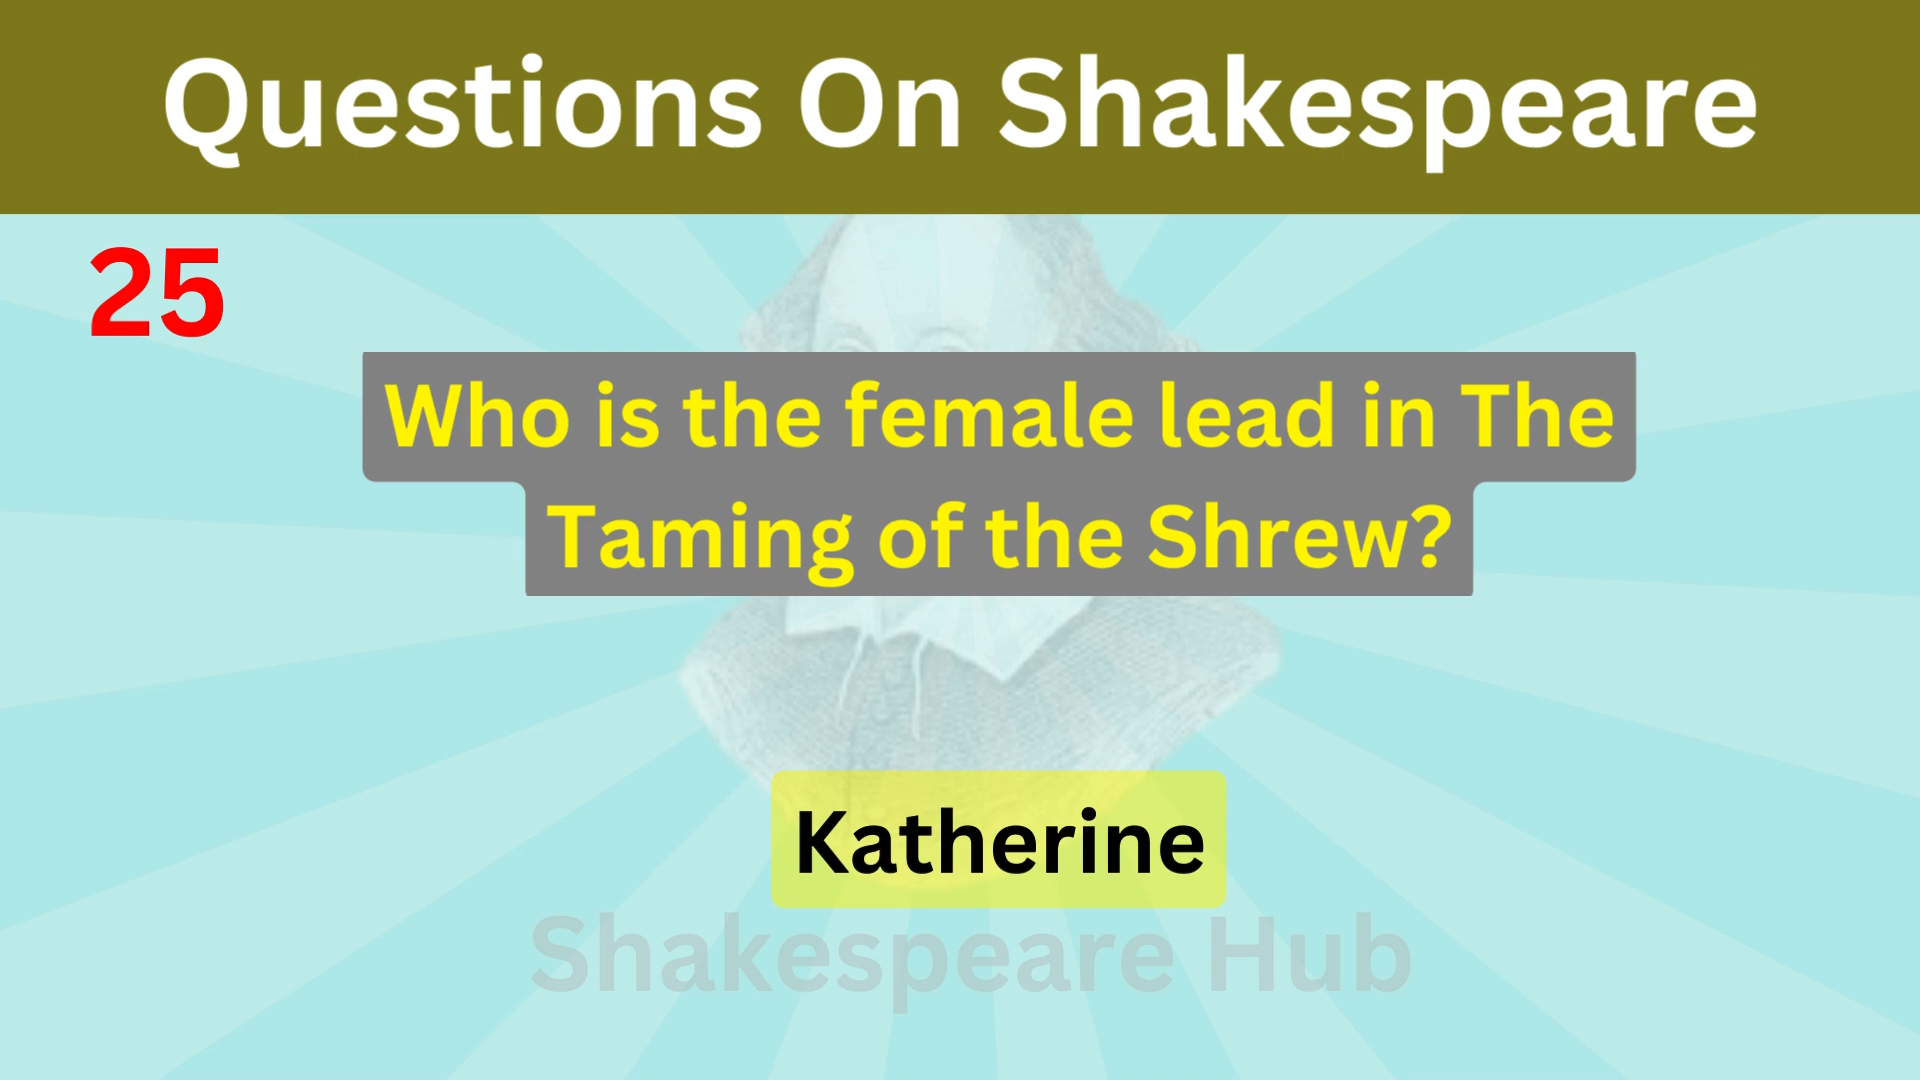 Questions On Shakespeare
25
Who is the female lead in The
Taming of the Shrew?
Katherine
Shakespeare Hub